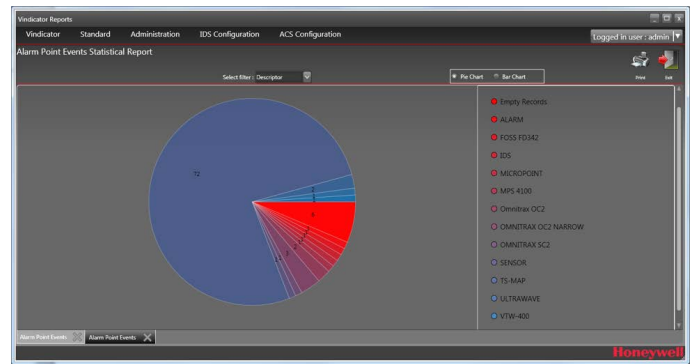 Vindicator Reports
Vindicator Standard Administration IDS Configuration ACS Configuration
Logged in user : admin
Alarm Point Events Statistical Report
Select filter : Descriptor
Pie Chart Bar Chart
Print Exit
Empty Records
ALARM
FOSS FD342
IDS
MICROPOINT
MPS 4100
Omnitrax OC2
OMNITRAX OC2 NARROW
OMNITRAX SC2
SENSOR
TS-MAP
ULTRAWAVE
VTW-400
72
2
6
Alarm Point Events Alarm Point Events
Honeywell